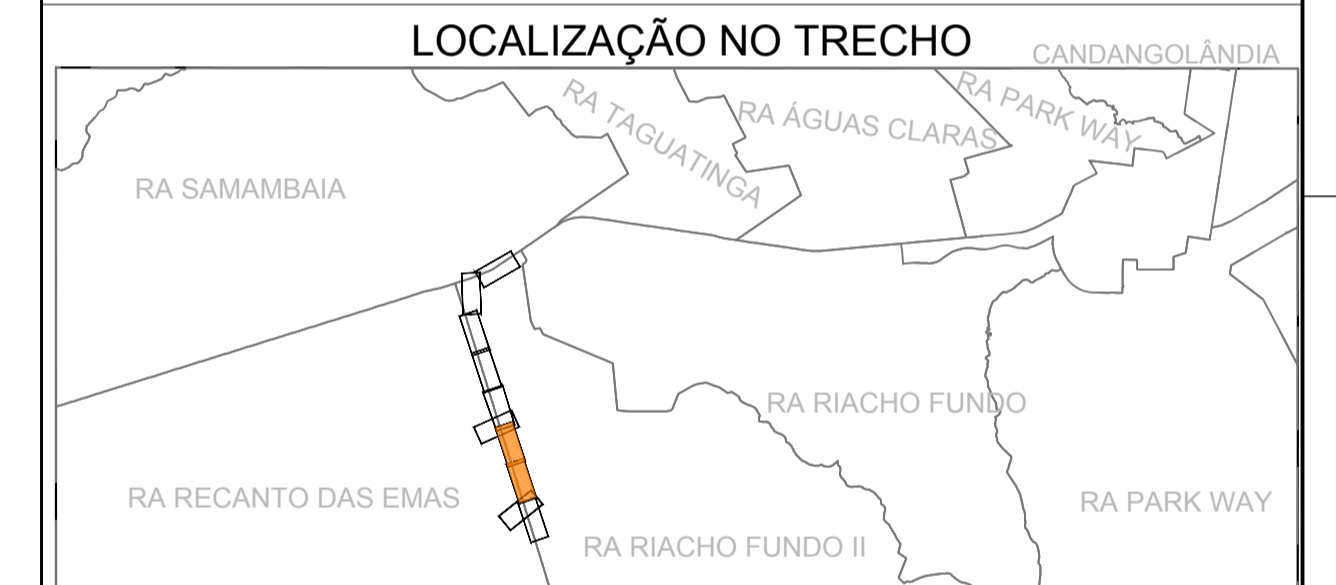 LOCALIZAÇÃO NO TRECHO
CANDANGOLÂNDIA
RA TAGUATINGA
RA ÁGUAS CLARAS
RA PARK WAY
RA SAMAMBAIA
RA RIACHO FUNDO
RA RECANTO DAS EMAS
RA PARK WAY
RA RIACHO FUNDO II